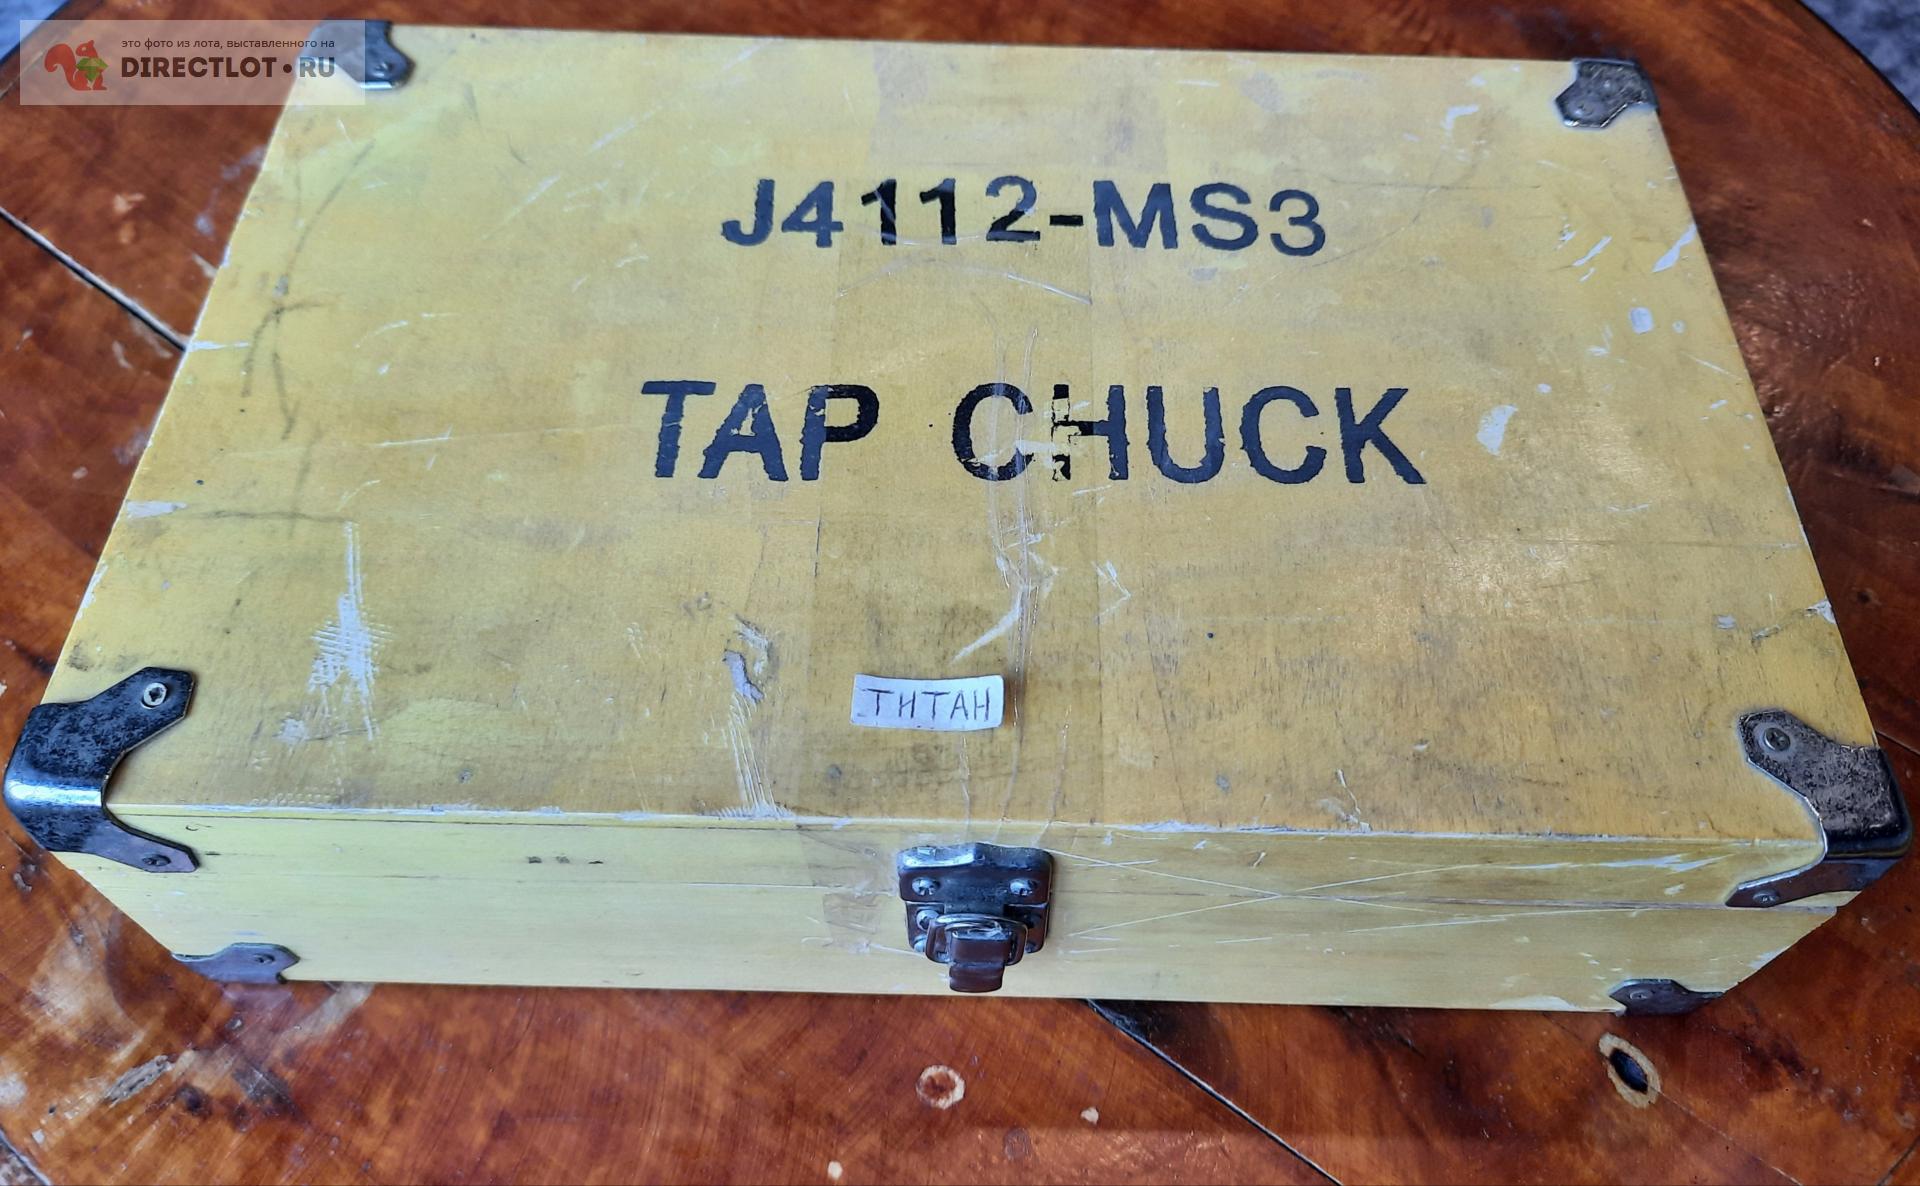 это фото из лота, выставленного на
DIRECTLOT•RU
J4112-MS3
TAP CHUCK
ТИТАН